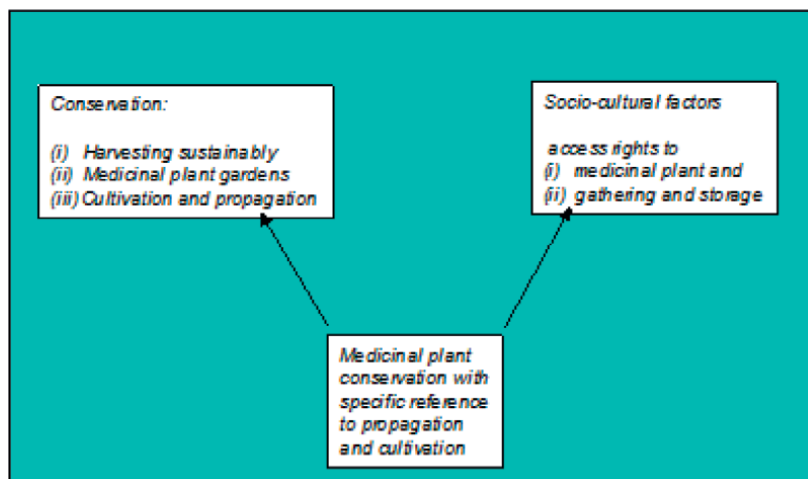 Conservation:
(i) Harvesting sustainably
(ii) Medicinal plant gardens
(iii) Cultivation and propagation
Socio-cultural factors
access rights to
(i) medicinal plant and
(ii) gathering and storage
Medicinal plant
conservation with
specific reference
to propagation
and cultivation